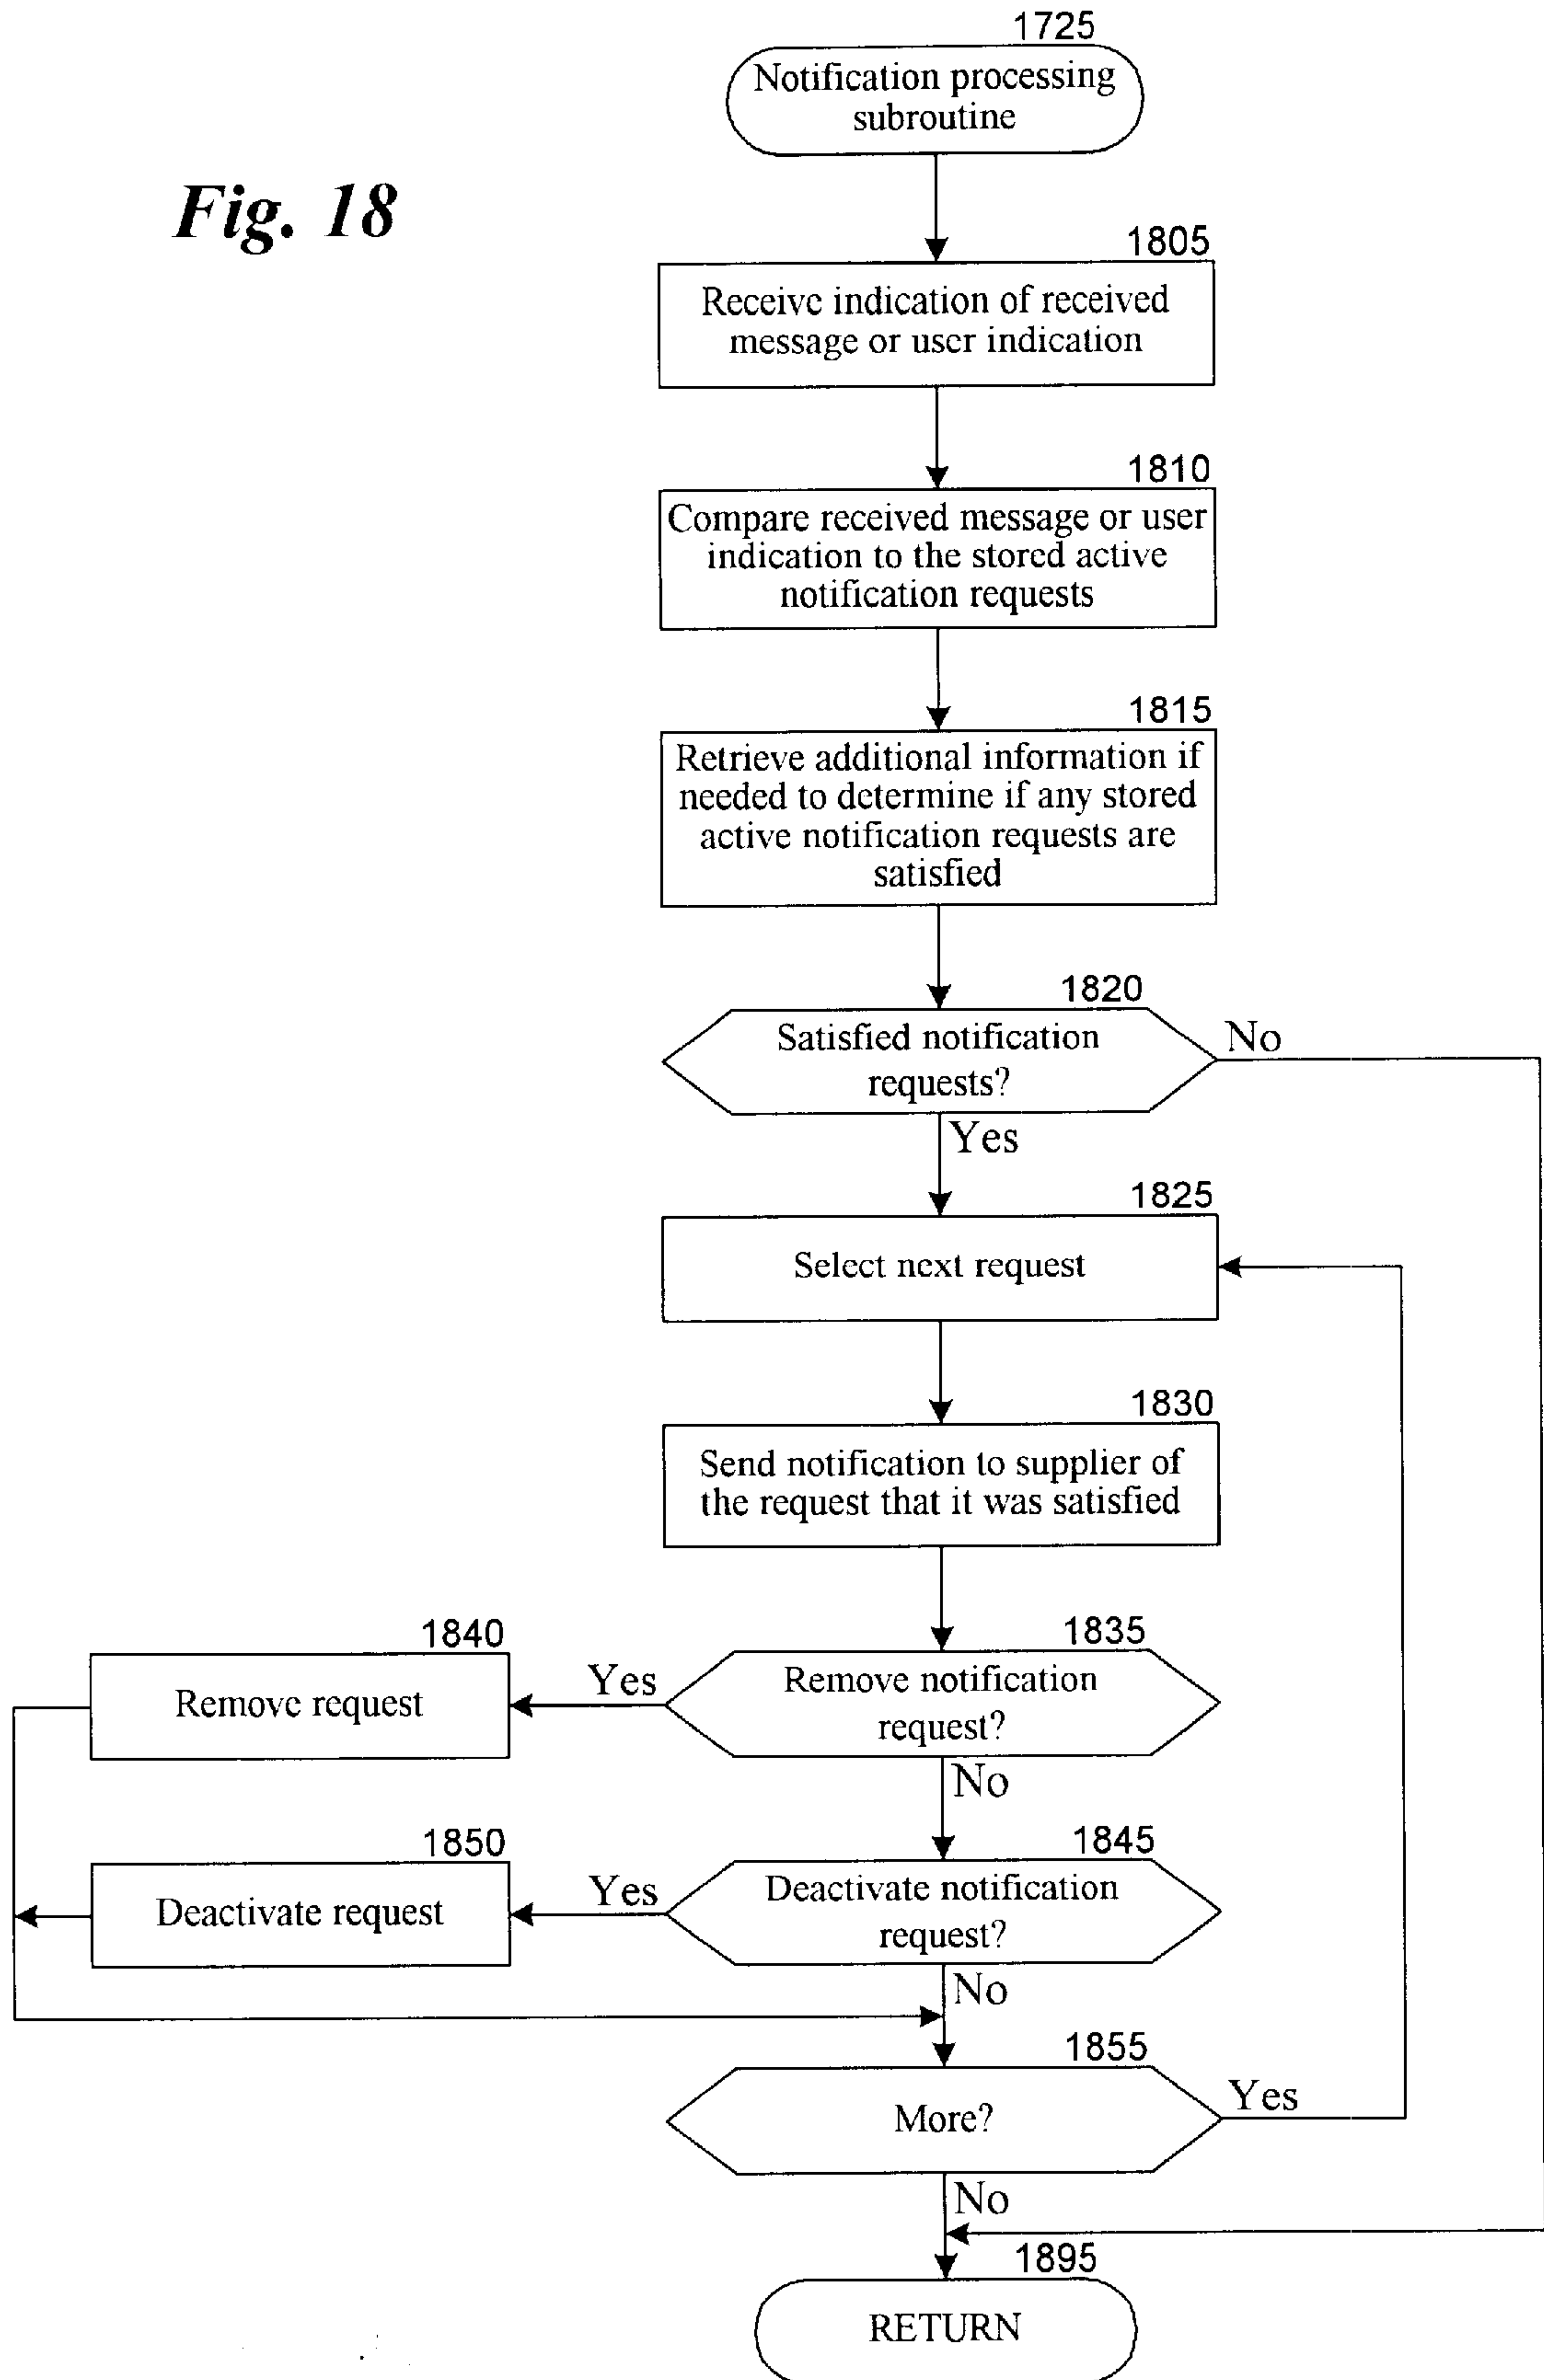 1725
Notification processing
subroutine
Fig. 18
1805
Receive indication of received
message or user indication
1810
Compare received message or user
indication to the stored active
notification requests
1815
Retrieve additional information if
needed to determine if any stored
active notification requests are
satisfied
1820
Satisfied notification
requests?
No
Yes
1825
Select next request
1830
Send notification to supplier of
the request that it was satisfied
1835
Remove notification
request?
Yes
1840
Remove request
No
1845
Deactivate notification
request?
Yes
1850
Deactivate request
No
1855
More?
Yes
No
1895
RETURN